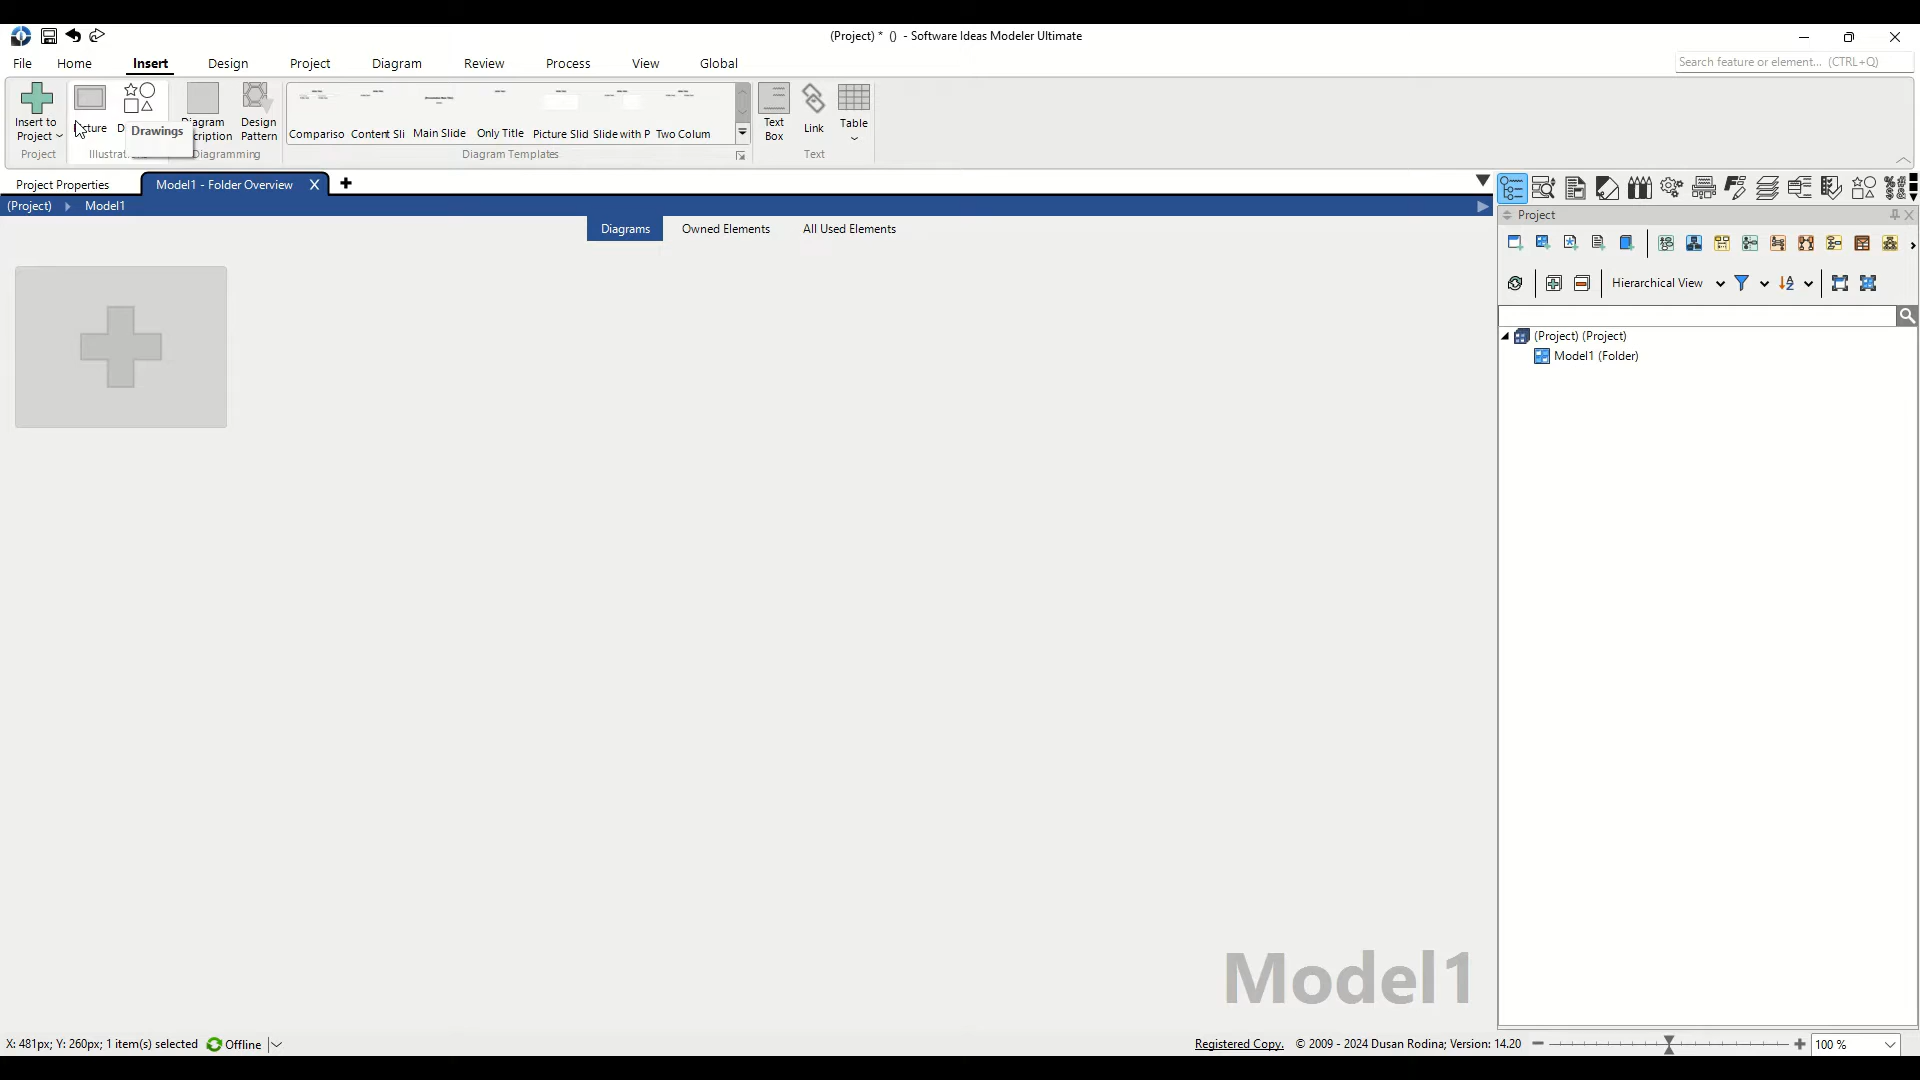 (Project) * () - Software Ideas Modeler Ultimate
File Home Insert Design Project Diagram Review Process View Global
Search feature or element... (CTRL+Q)
Insert to Project
Drawings
Design Pattern
Compariso Content Sli Main Slide Only Title Picture Slid Slide with P Two Colum
Text Box
Link
Table
Project
Diagramming
Diagram Templates
Text
Project Properties Model1 - Folder Overview X
(Project) Model1
Diagrams Owned Elements All Used Elements
Project
Hierarchical View
(Project) (Project)
Model1 (Folder)
Model1
X: 481px; Y: 260px; 1 item(s) selected Offline
Registered Copy. © 2009 - 2024 Dusan Rodina; Version: 14.20
100 %